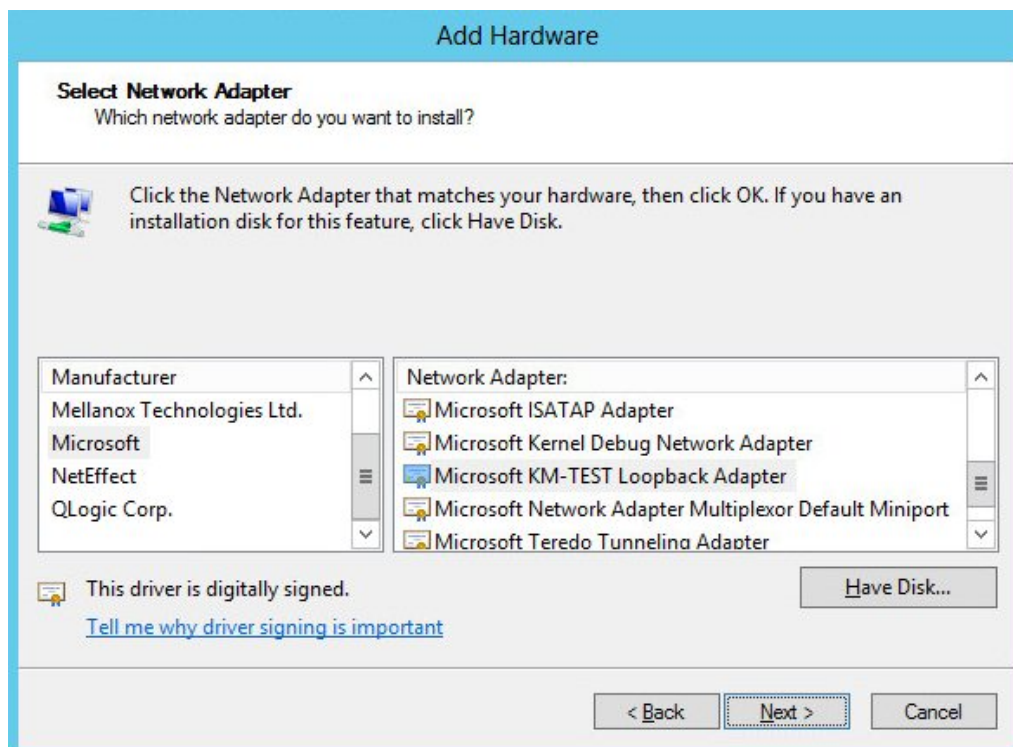 Add Hardware
Select Network Adapter
Which network adapter do you want to install?
Click the Network Adapter that matches your hardware, then click OK. If you have an
installation disk for this feature, click Have Disk.
Manufacturer
Mellanox Technologies Ltd.
Microsoft
NetEffect
QLogic Corp.
Network Adapter:
Microsoft ISATAP Adapter
Microsoft Kernel Debug Network Adapter
Microsoft KM-TEST Loopback Adapter
Microsoft Network Adapter Multiplexor Default Miniport
Microsoft Teredo Tunneling Adapter
This driver is digitally signed.
Have Disk...
Tell me why driver signing is important
< Back
Next >
Cancel